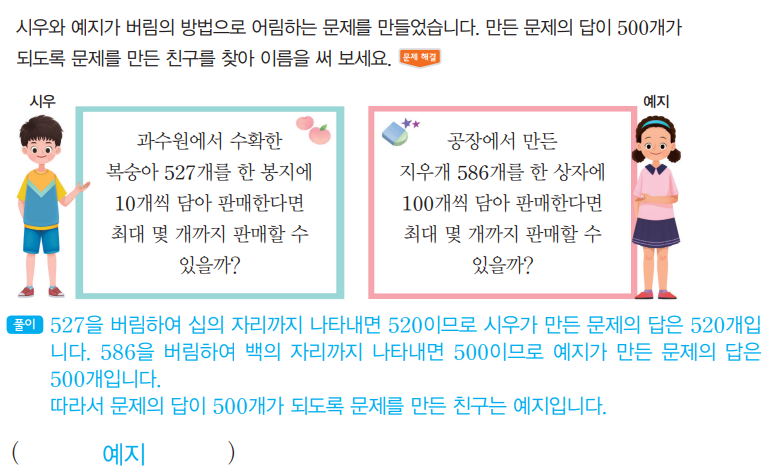 시우와 예지가 버림의 방법으로 어림하는 문제를 만들었습니다. 만든 문제의 답이 500개가
되도록 문제를 만든 친구를 찾아 이름을 써 보세요. 문제 해결
시우
과수원에서 수확한
복숭아 527개를 한 봉지에
10개씩 담아 판매한다면
최대 몇 개까지 판매할 수
있을까?
예지
공장에서 만든
지우개 586개를 한 상자에
100개씩 담아 판매한다면
최대 몇 개까지 판매할 수
있을까?
풀이 527을 버림하여 십의 자리까지 나타내면 520이므로 시우가 만든 문제의 답은 520개입
니다. 586을 버림하여 백의 자리까지 나타내면 500이므로 예지가 만든 문제의 답은
500개입니다.
따라서 문제의 답이 500개가 되도록 문제를 만든 친구는 예지입니다.
( 예지 )